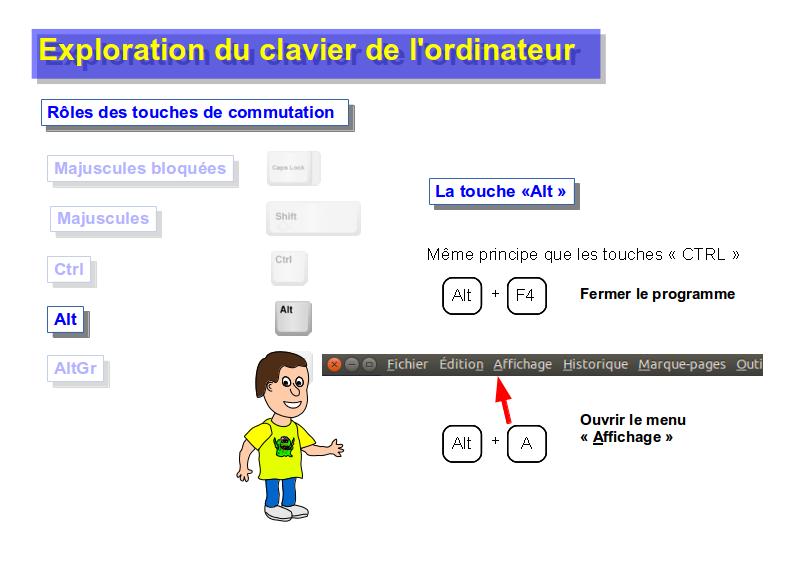 Exploration du clavier de l'ordinateur
Rôles des touches de commutation
Majuscules bloquées
Caps Lock
Majuscules
Shift
Ctrl
Ctrl
Alt
Alt
AltGr
La touche «Alt »
Même principe que les touches « CTRL »
Alt + F4
Fermer le programme
Fichier Édition Affichage Historique Marque-pages Outi
Ouvrir le menu
« Affichage »
Alt + A